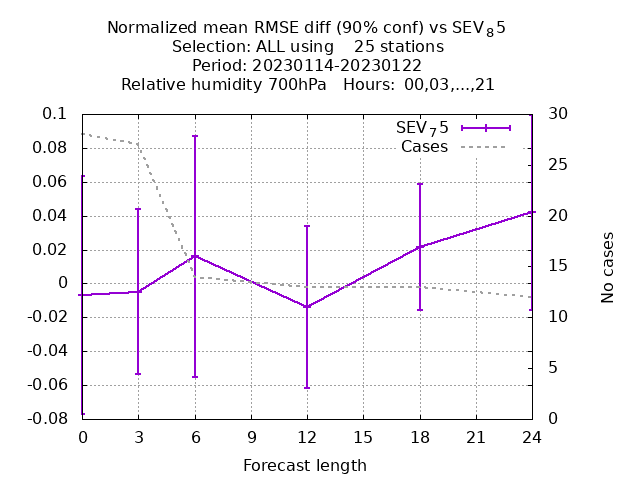 Normalized mean RMSE diff (90% conf) vs SEV₈5
Selection: ALL using    25 stations
Period: 20230114-20230122
Relative humidity 700hPa   Hours: 00,03,...,21
SEV₇5
Cases
0.1
0.08
0.06
0.04
0.02
0
-0.02
-0.04
-0.06
-0.08
30
25
20
15
10
5
0
No cases
0 3 6 9 12 15 18 21 24
Forecast length